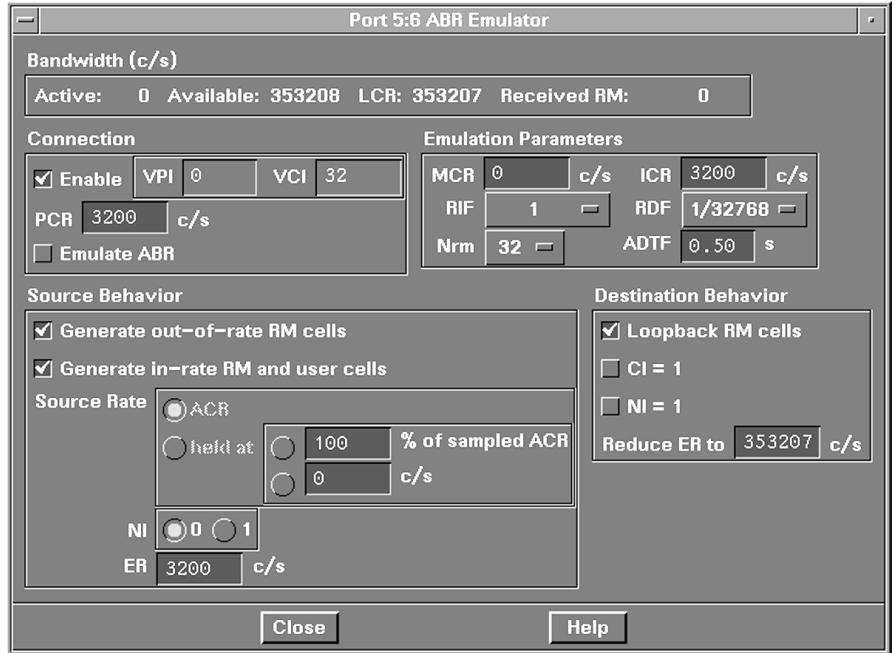 Port 5:6 ABR Emulator
Bandwidth (c/s)
Active: 0 Available: 353208 LCR: 353207 Received RM: 0
Connection
Enable VPI 0 VCI 32
PCR 3200 c/s
Emulate ABR
Emulation Parameters
MCR 0 c/s ICR 3200 c/s
RIF 1 RDF 1/32768
Nrm 32 ADTF 0.50 s
Source Behavior
Generate out-of-rate RM cells
Generate in-rate RM and user cells
Source Rate ACR
held at 100 % of sampled ACR
0 c/s
NI 0 1
ER 3200 c/s
Destination Behavior
Loopback RM cells
CI = 1
NI = 1
Reduce ER to 353207 c/s
Close Help